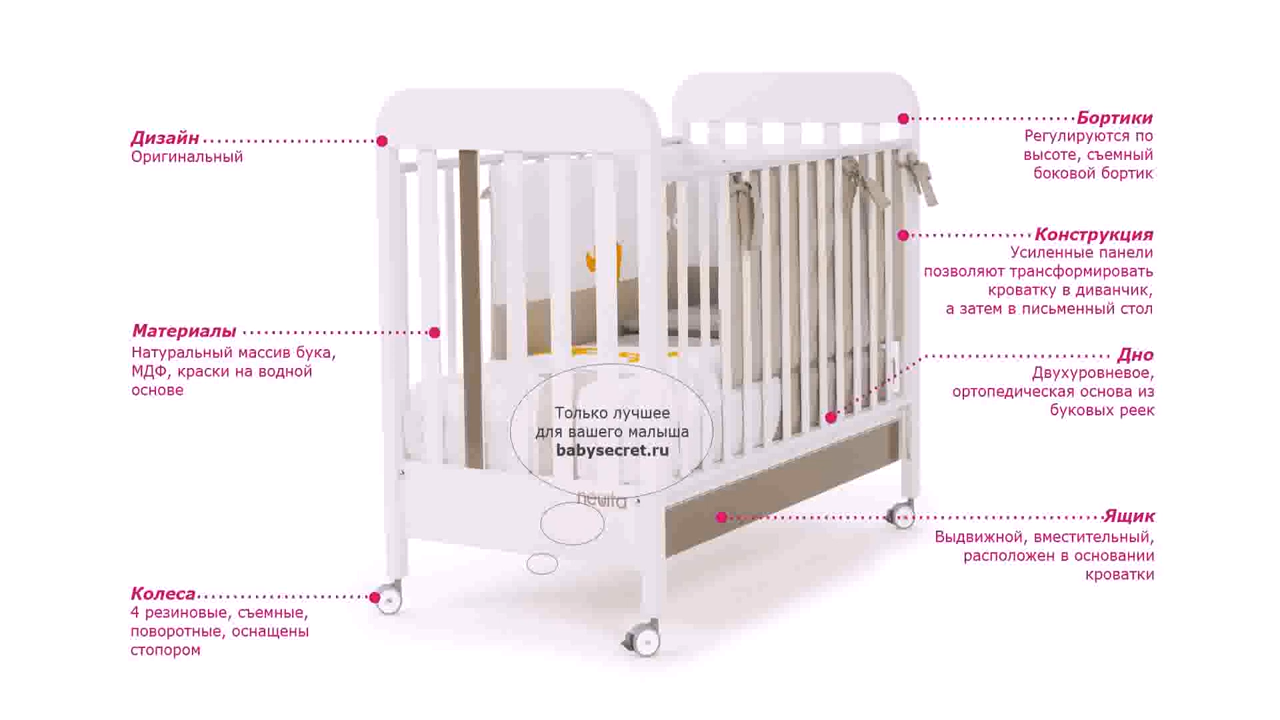 Дизайн
Оригинальный
Материалы
Натуральный массив бука,
МДФ, краски на водной
основе
Колеса
4 резиновые, съемные,
поворотные, оснащены
стопором
Только лучшее
для вашего малыша
babysecret.ru
Бортики
Регулируются по
высоте, съемный
боковой бортик
Конструкция
Усиленные панели
позволяют трансформировать
кроватку в диванчик,
а затем в письменный стол
Дно
Двухуровневое,
ортопедическая основа из
буковых реек
Ящик
Выдвижной, вместительный,
расположен в основании
кроватки